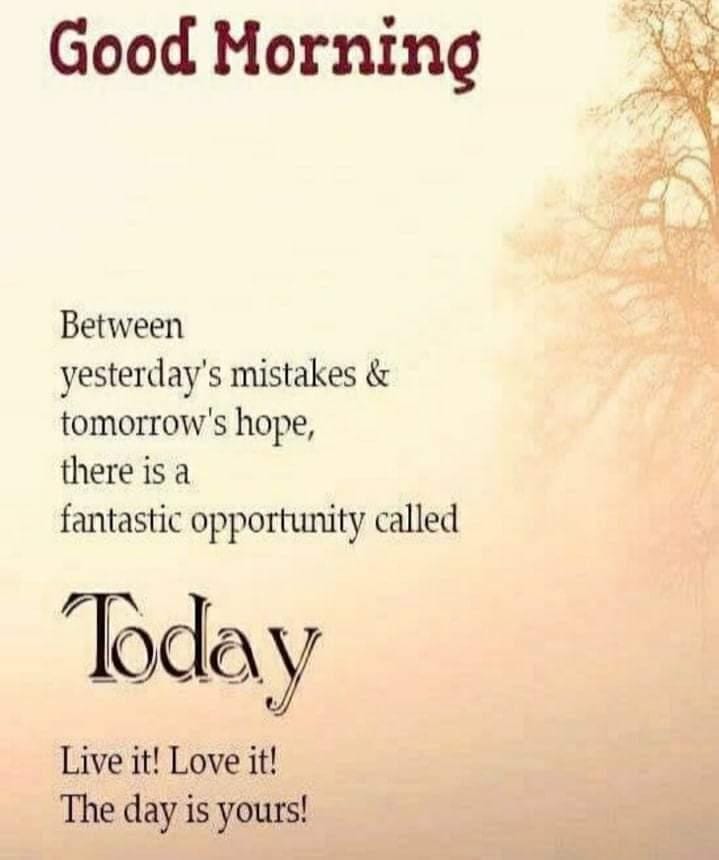 Good Morning
Between
yesterday's mistakes &
tomorrow's hope,
there is a
fantastic opportunity called
Today
Live it! Love it!
The day is yours!